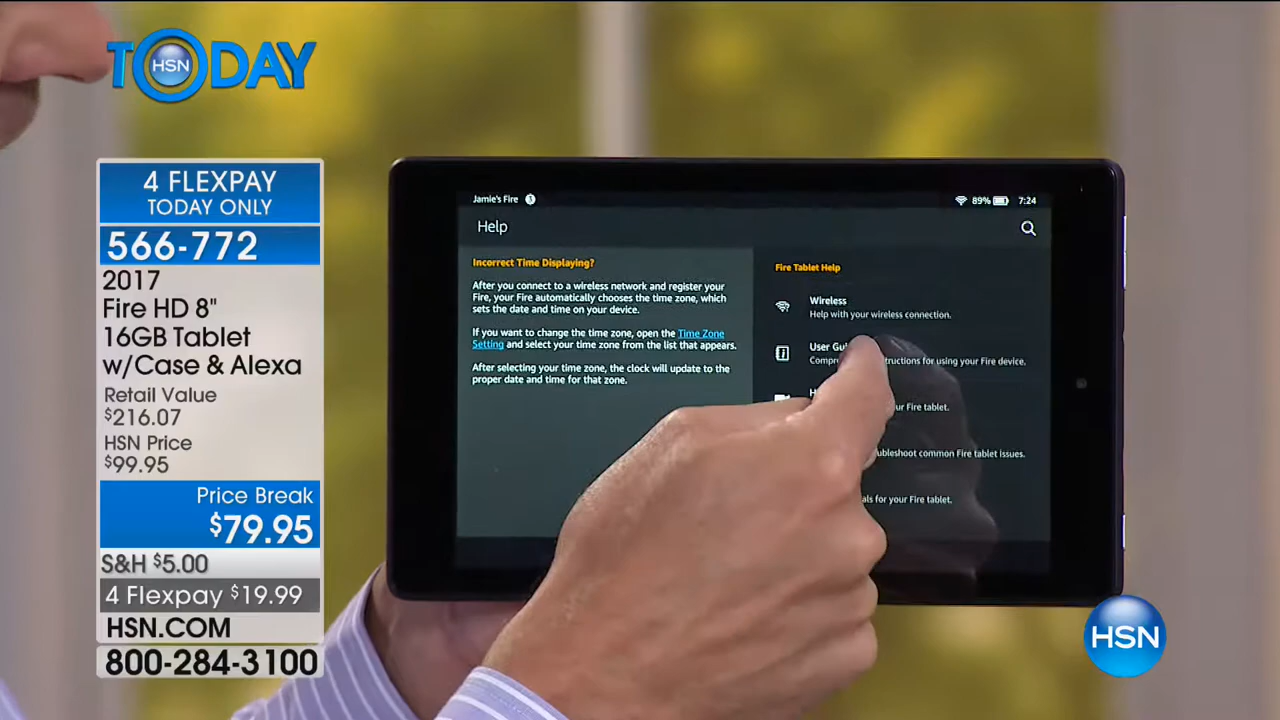 TODAY
HSN
4 FLEXPAY
TODAY ONLY
566-772
2017
Fire HD 8"
16GB Tablet
w/Case & Alexa
Retail Value
$216.07
HSN Price
$99.95
Price Break
$79.95
S&H $5.00
4 Flexpay $19.99
HSN.COM
800-284-3100
Jamie's Fire
89% 7:24
Help
Incorrect Time Displaying?
After you connect to a wireless network and register your
Fire, your Fire automatically chooses the time zone, which
sets the date and time on your device.
If you want to change the time zone, open the Time Zone
Setting and select your time zone from the list that appears.
After selecting your time zone, the clock will update to the
proper date and time for that zone.
Fire Tablet Help
Wireless
Help with your wireless connection.
User
for using your Fire device.
Fire tablet.
common Fire tablet issues.
for your Fire tablet.
HSN